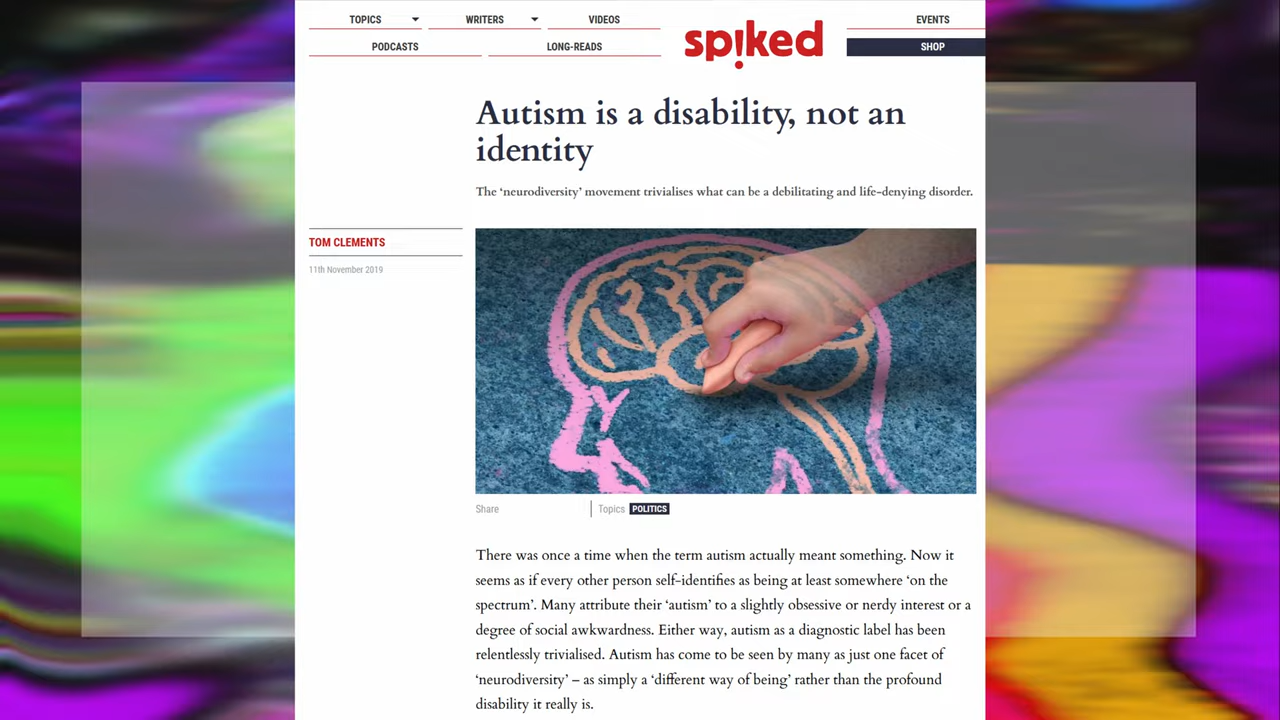 TOPICS
WRITERS
VIDEOS
PODCASTS
LONG-READS
sp!ked
EVENTS
SHOP
Autism is a disability, not an
identity
The ‘neurodiversity’ movement trivialises what can be a debilitating and life-denying disorder.
TOM CLEMENTS
11th November 2019
Share
Topics POLITICS
There was once a time when the term autism actually meant something. Now it
seems as if every other person self-identifies as being at least somewhere ‘on the
spectrum’. Many attribute their ‘autism’ to a slightly obsessive or nerdy interest or a
degree of social awkwardness. Either way, autism as a diagnostic label has been
relentlessly trivialised. Autism has come to be seen by many as just one facet of
‘neurodiversity’ – as simply a ‘different way of being’ rather than the profound
disability it really is.